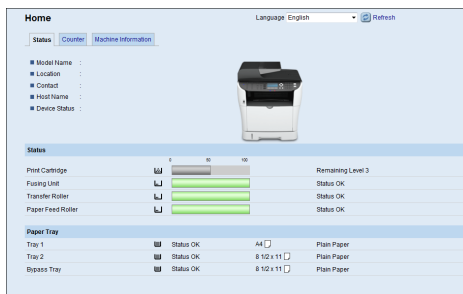 Home Language English Refresh
Status Counter Machine Information
Model Name :
Location :
Contact :
Host Name :
Device Status :
Status
0 50 100
Print Cartridge Remaining Level 3
Fusing Unit Status OK
Transfer Roller Status OK
Paper Feed Roller Status OK
Paper Tray
Tray 1 Status OK A4 Plain Paper
Tray 2 Status OK 8 1/2 x 11 Plain Paper
Bypass Tray Status OK 8 1/2 x 11 Plain Paper